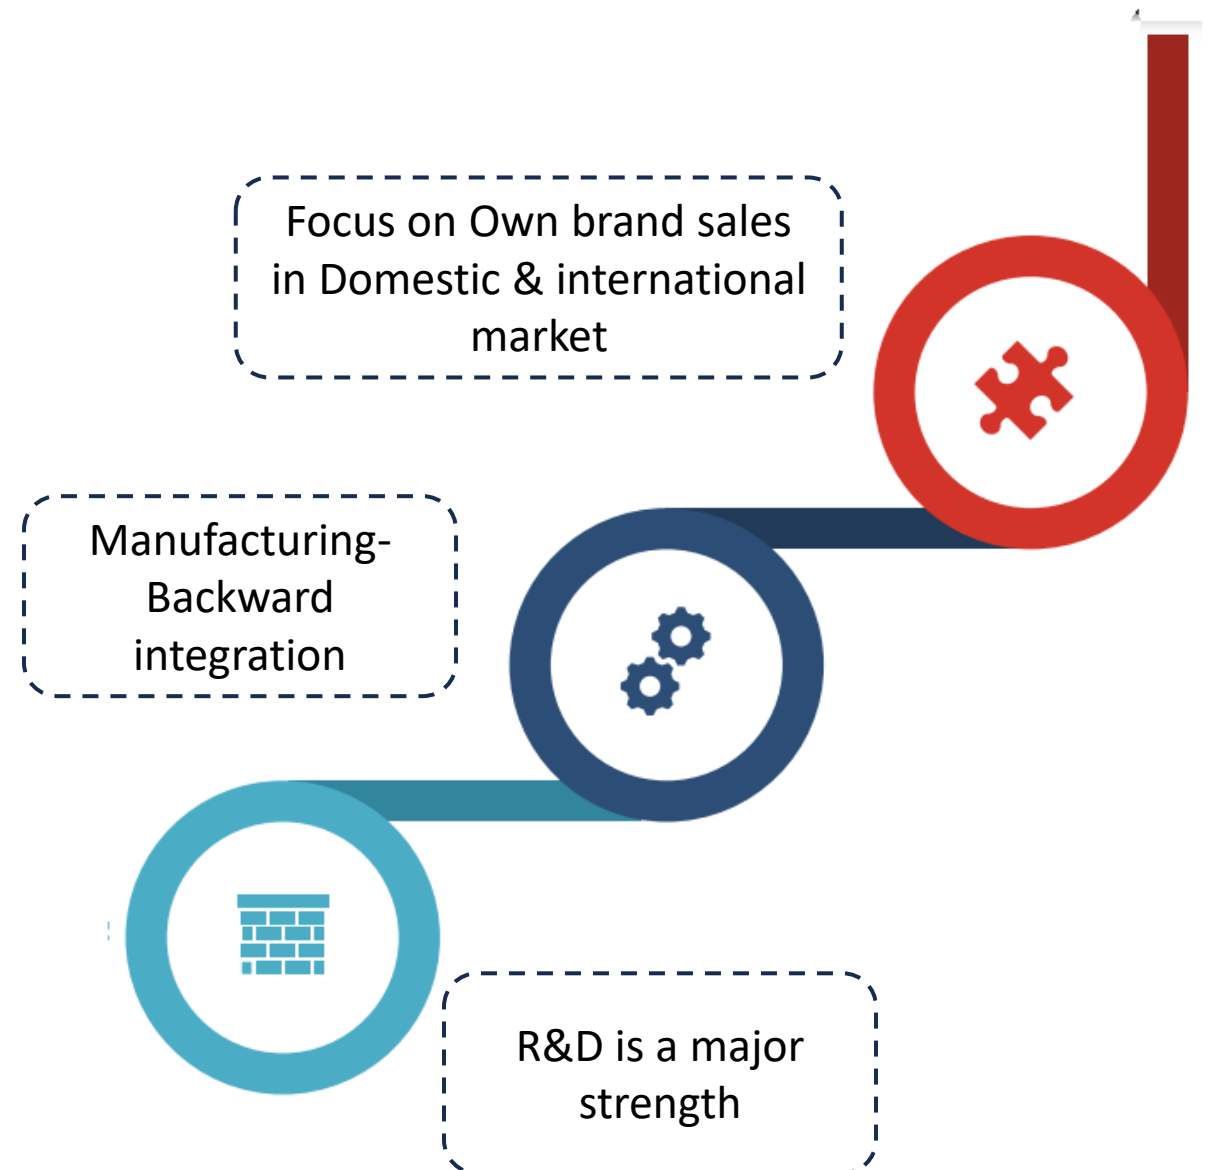 Focus on Own brand sales
in Domestic & international
market
Manufacturing-
Backward
integration
R&D is a major
strength